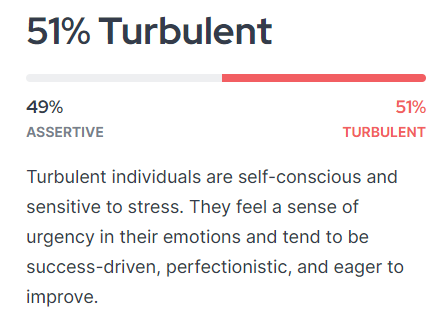 51% Turbulent
49% 51%
ASSERTIVE TURBULENT
Turbulent individuals are self-conscious and
sensitive to stress. They feel a sense of
urgency in their emotions and tend to be
success-driven, perfectionistic, and eager to
improve.